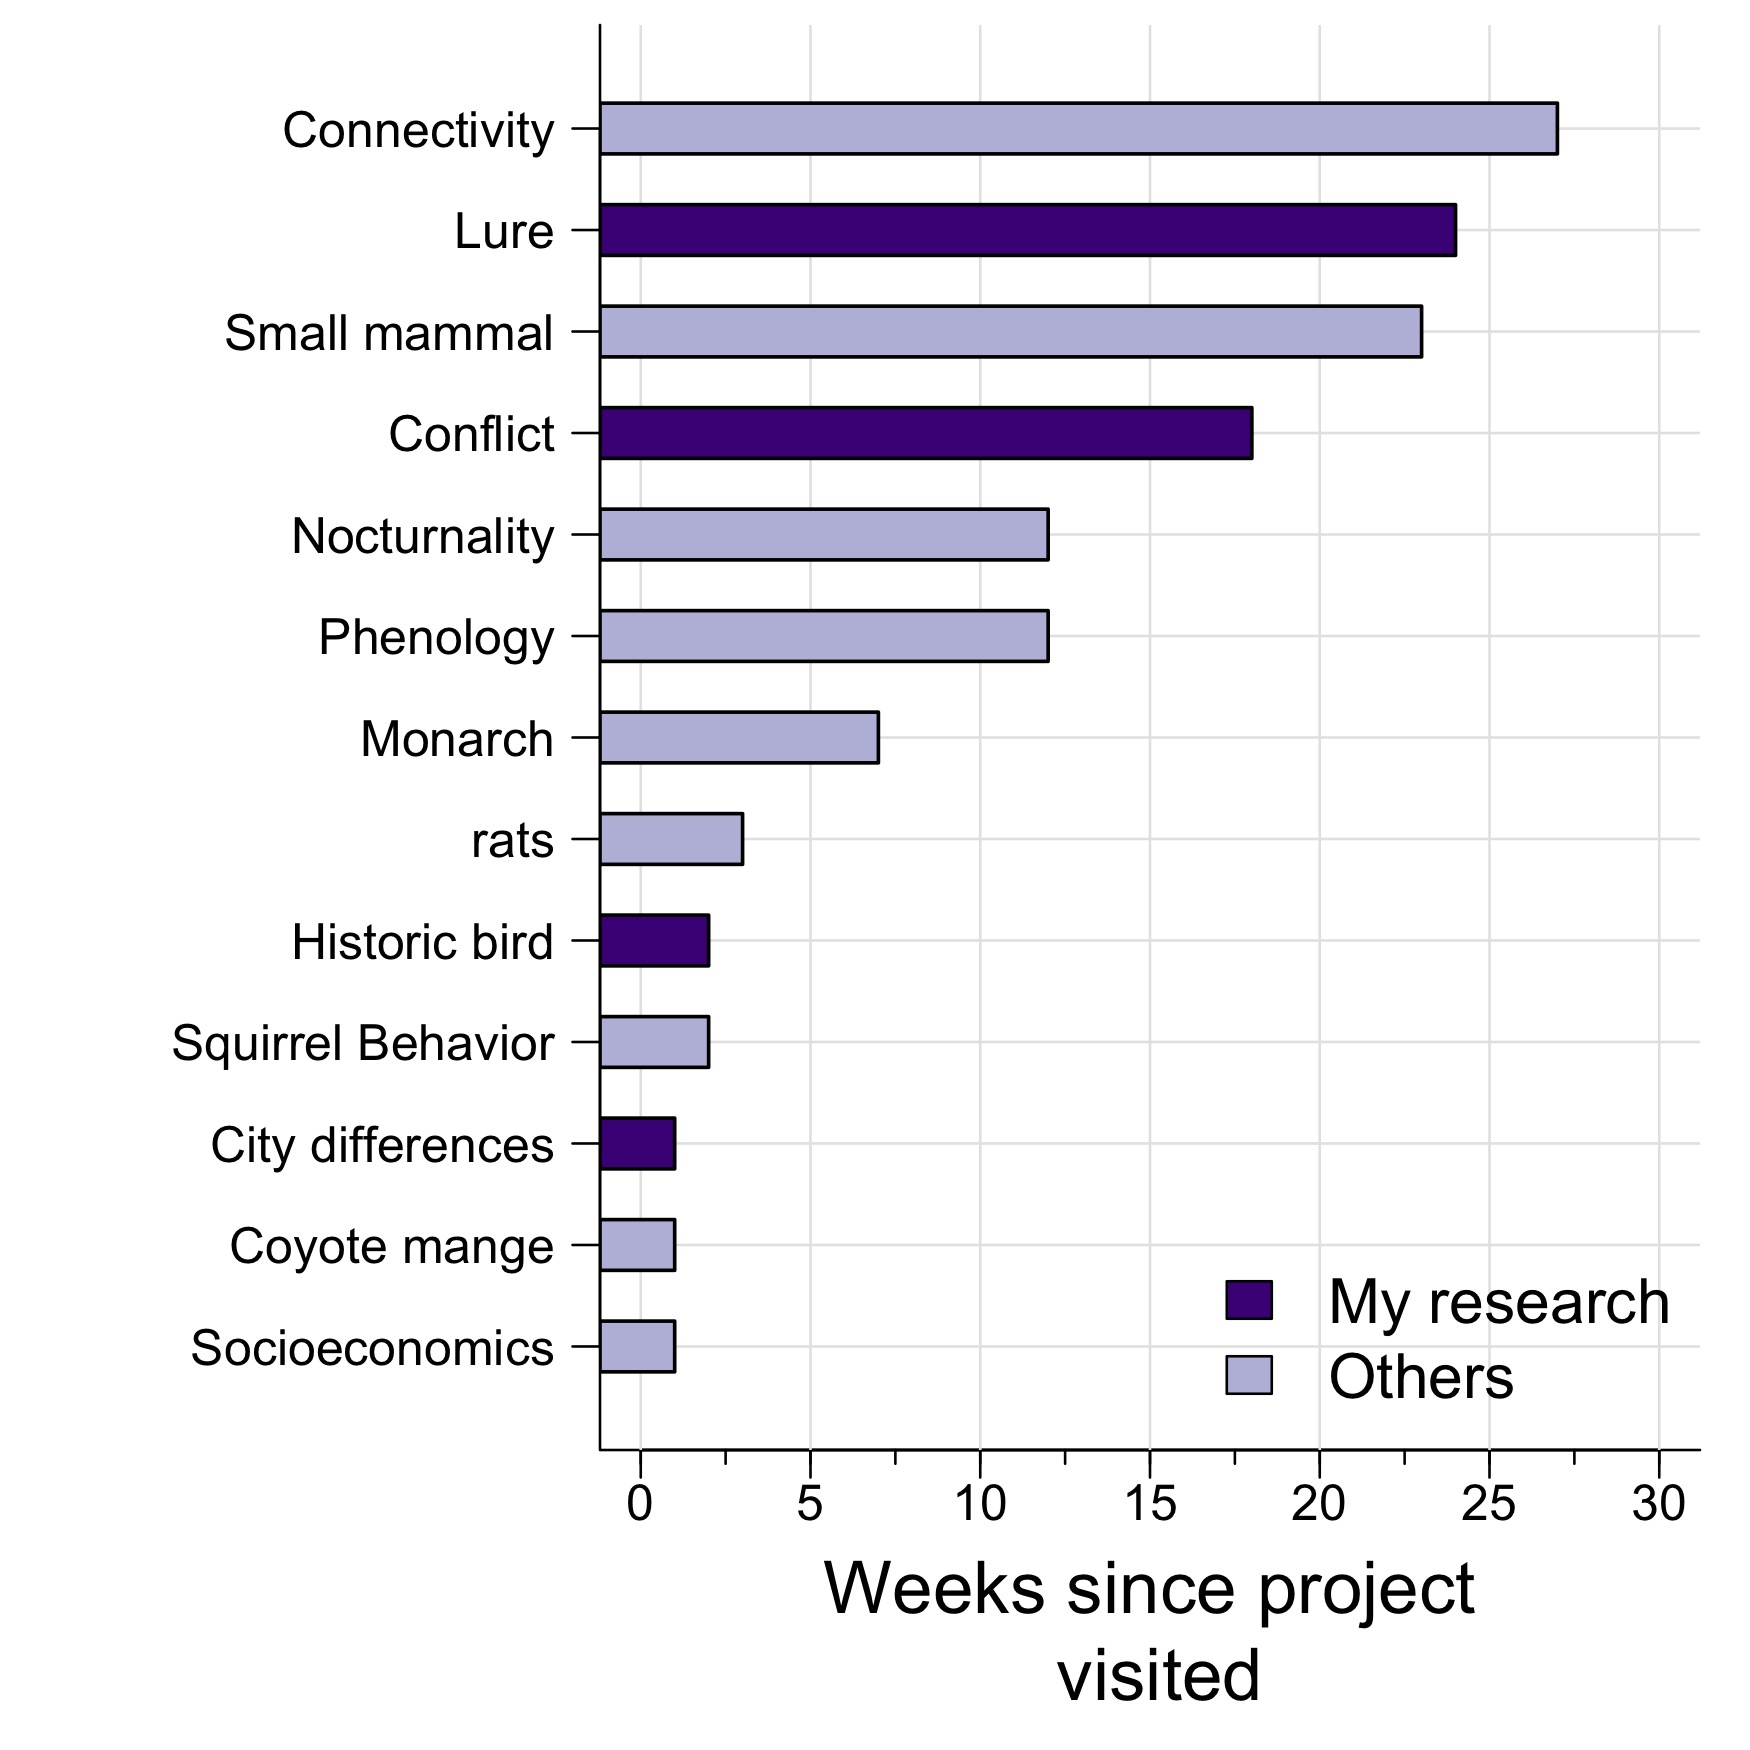 Connectivity
Lure
Small mammal
Conflict
Nocturnality
Phenology
Monarch
rats
Historic bird
Squirrel Behavior
City differences
Coyote mange
Socioeconomics
My research
Others
0 5 10 15 20 25 30
Weeks since project
visited